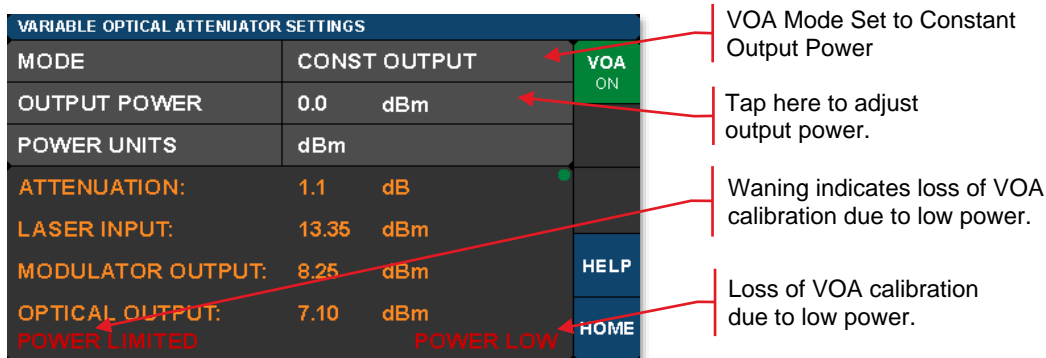 VARIABLE OPTICAL ATTENUATOR SETTINGS
MODE CONST OUTPUT
OUTPUT POWER 0.0 dBm
POWER UNITS dBm
ATTENUATION: 1.1 dB
LASER INPUT: 13.35 dBm
MODULATOR OUTPUT: 8.25 dBm
OPTICAL OUTPUT: 7.10 dBm
POWER LIMITED POWER LOW
VOA
ON
HELP
HOME
VOA Mode Set to Constant
Output Power
Tap here to adjust
output power.
Waning indicates loss of VOA
calibration due to low power.
Loss of VOA calibration
due to low power.